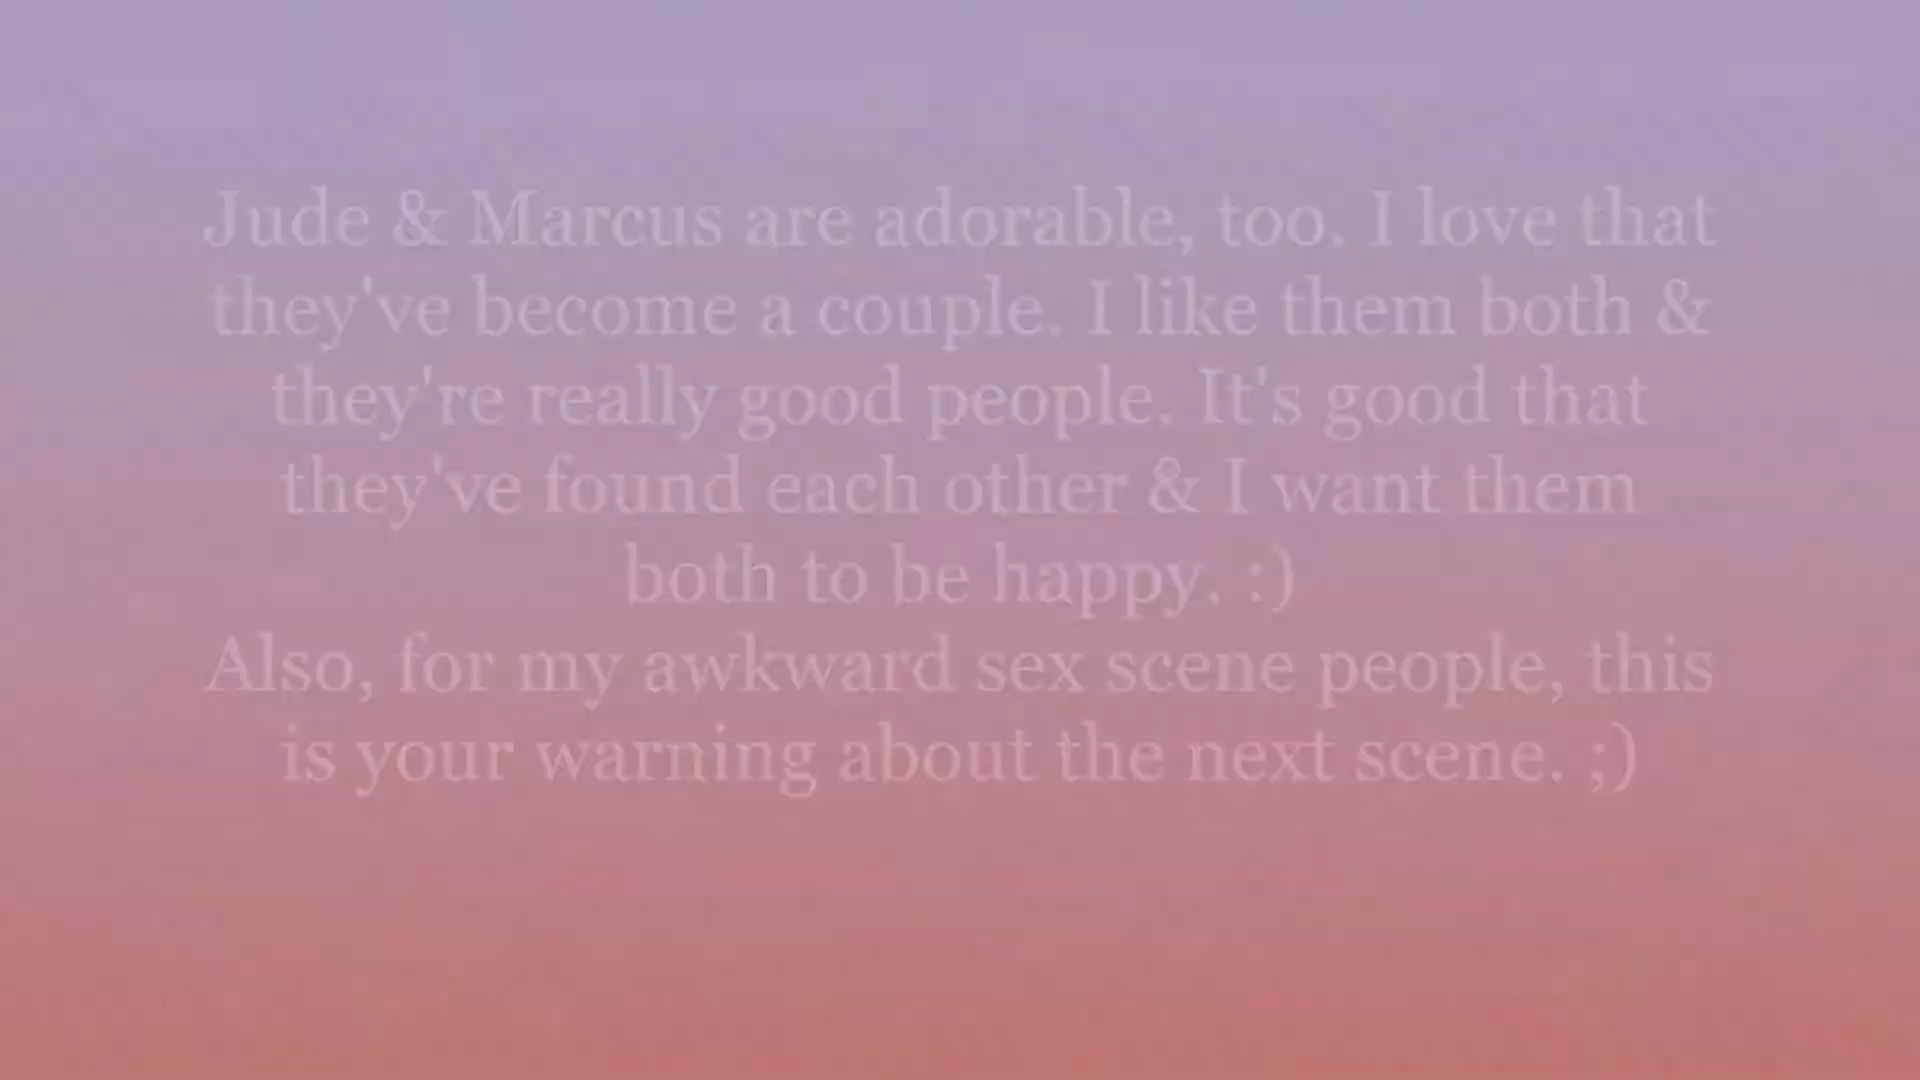 Jude & Marcus are adorable, too. I love that
they've become a couple. I like them both &
they're really good people. It's good that
they've found each other & I want them
both to be happy. :)
Also, for my awkward sex scene people, this
is your warning about the next scene. ;)